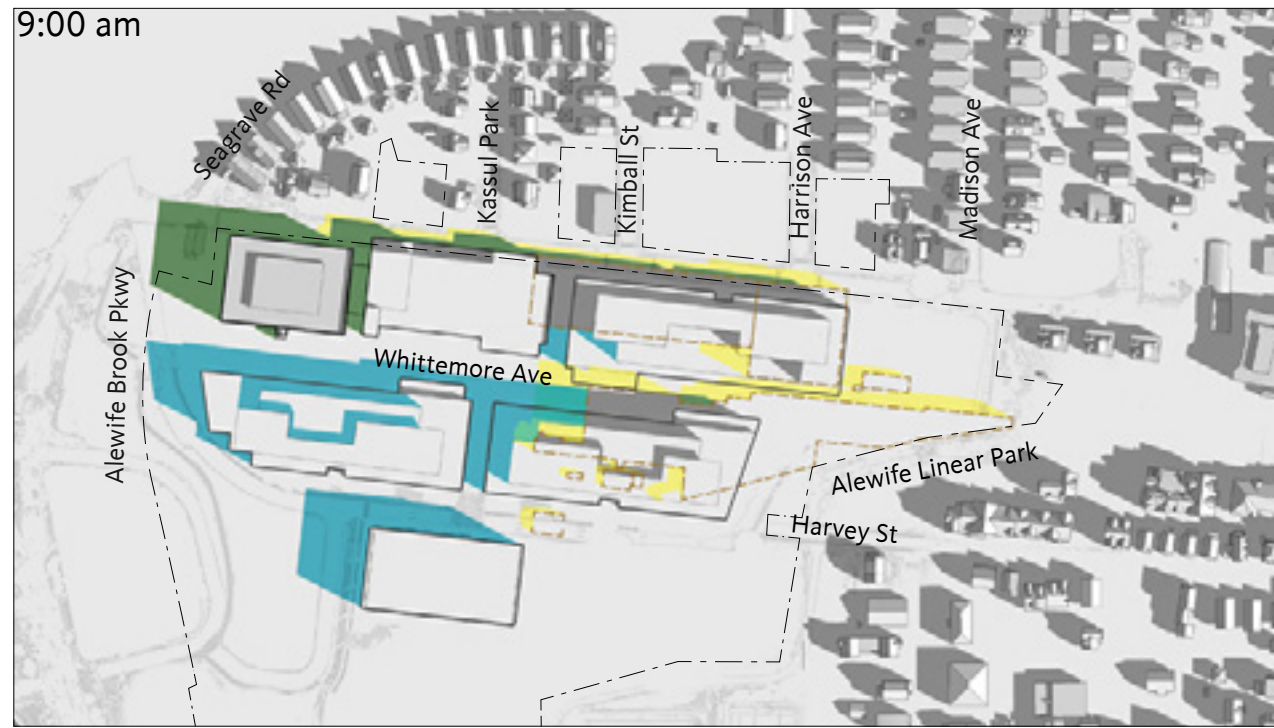 9:00 am
Seagrave Rd
Kassul Park
Kimball St
Harrison Ave
Madison Ave
Alewife Brook Pkwy
Whittemore Ave
Alewife Linear Park
Harvey St